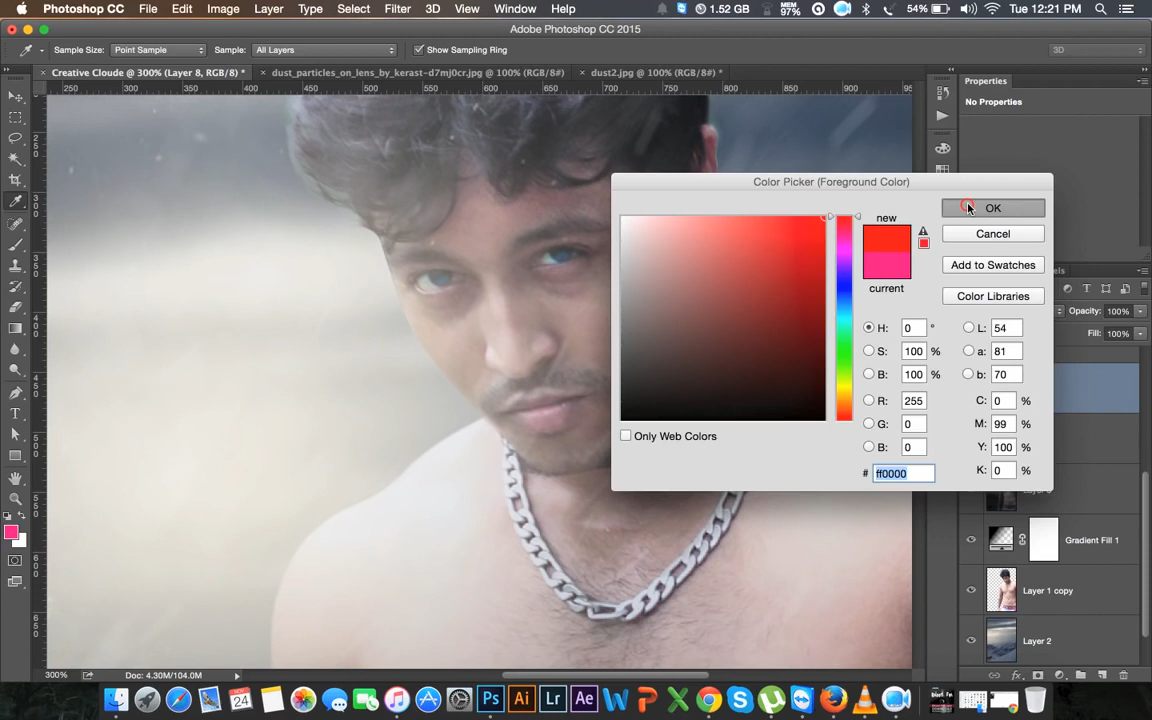 Photoshop CC File Edit Image Layer Type Select Filter 3D View Window Help 1.52 GB MEM 97% 54% Tue 12:21 PM
Adobe Photoshop CC 2015
Sample Size: Point Sample Sample: All Layers Show Sampling Ring 3D
Creative Cloude @ 300% (Layer 8, RGB/8) * dust_particles_on_lens_by_kerast-d7mj0cr.jpg @ 100% (RGB/8#) dust2.jpg @ 100% (RGB/8#) *
Properties
No Properties
250 300 350 400 450 500 550 600 650 700 750 800 850 900
Color Picker (Foreground Color)
new
current
OK
Cancel
Add to Swatches
Color Libraries
H: 0 ° L: 54
S: 100 % a: 81
B: 100 % b: 70
R: 255 C: 0 %
G: 0 M: 99 %
B: 0 Y: 100 %
# ff0000 K: 0 %
Only Web Colors
Opacity: 100%
Fill: 100%
Gradient Fill 1
Layer 1 copy
Layer 2
300% Doc: 4.30M/104.0M